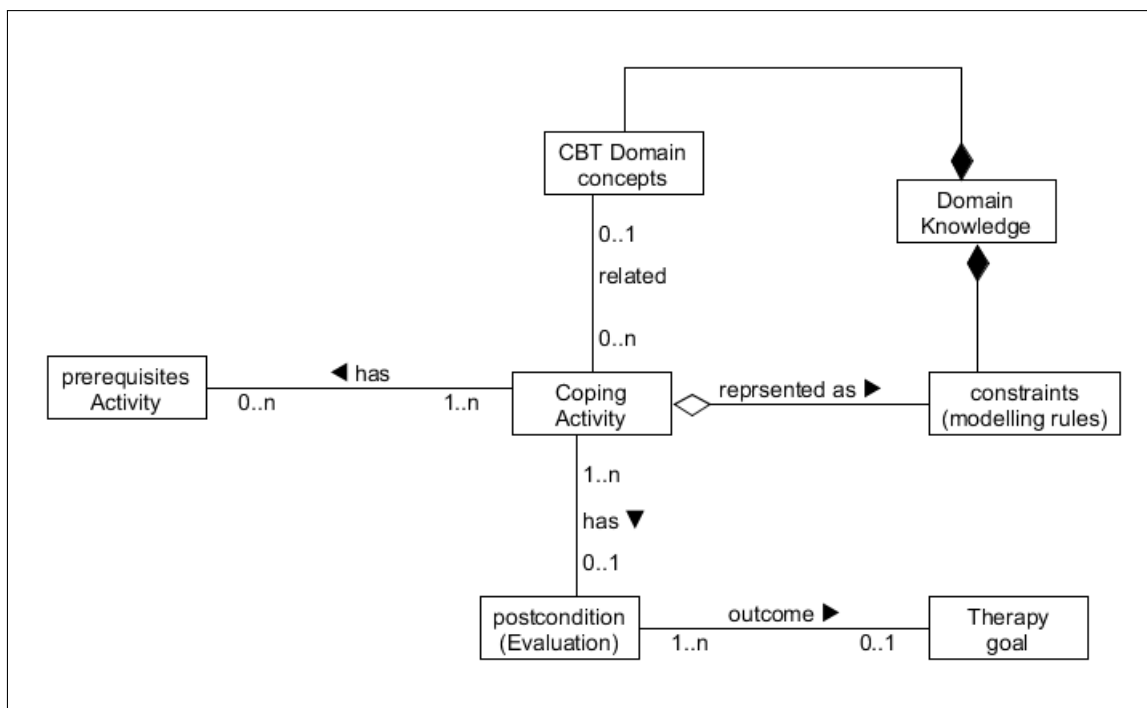 CBT Domain
concepts
Domain
Knowledge
0..1
related
0..n
prerequisites
Activity
◀ has
0..n
1..n
Coping
Activity
reprsented as ▶
constraints
(modelling rules)
1..n
has ▼
0..1
postcondition
(Evaluation)
outcome ▶
1..n
0..1
Therapy
goal